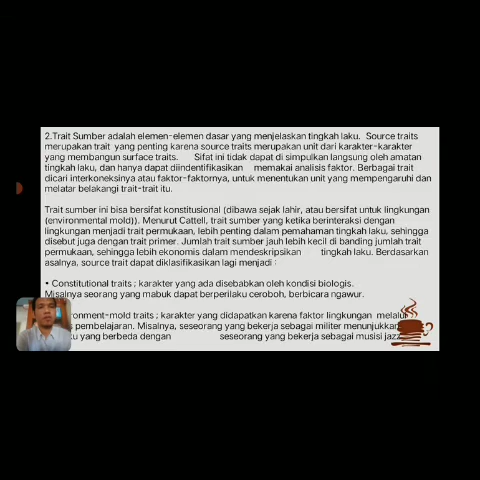 2.Trait Sumber adalah elemen-elemen dasar yang menjelaskan tingkah laku. Source traits
merupakan trait yang penting karena source traits merupakan unit dari karakter-karakter
yang membangun surface traits. Sifat ini tidak dapat di simpulkan langsung oleh amatan
tingkah laku, dan hanya dapat diindentifikasikan memakai analisis faktor. Berbagai trait
dicari interkoneksinya atau faktor-faktornya, untuk menentukan unit yang mempengaruhi dan
melatar belakangi trait-trait itu.
Trait sumber ini bisa bersifat konstitusional (dibawa sejak lahir, atau bersifat untuk lingkungan
(environmental mold)). Menurut Cattell, trait sumber yang ketika berinteraksi dengan
lingkungan menjadi trait permukaan, lebih penting dalam pemahaman tingkah laku, sehingga
disebut juga dengan trait primer. Jumlah trait sumber jauh lebih kecil di banding jumlah trait
permukaan, sehingga lebih ekonomis dalam mendeskripsikan tingkah laku. Berdasarkan
asalnya, source trait dapat diklasifikasikan lagi menjadi :
• Constitutional traits ; karakter yang ada disebabkan oleh kondisi biologis.
Misalnya seorang yang mabuk dapat berperilaku ceroboh, berbicara ngawur.
ronment-mold traits ; karakter yang didapatkan karena faktor lingkungan melalui
pembelajaran. Misalnya, seseorang yang bekerja sebagai militer menunjukkan
ku yang berbeda dengan seseorang yang bekerja sebagai musisi jazz.